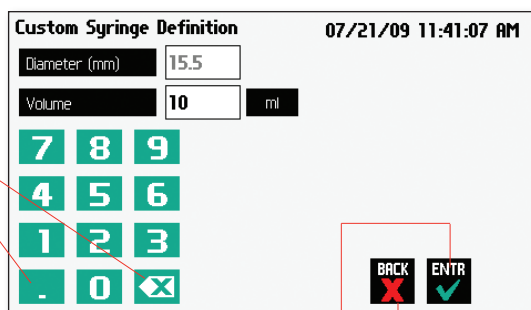 Custom Syringe Definition 07/21/09 11:41:07 AM
Diameter (mm) 15.5
Volume 10 ml
7 8 9
4 5 6
1 2 3
. 0 X
BACK ENTR
X